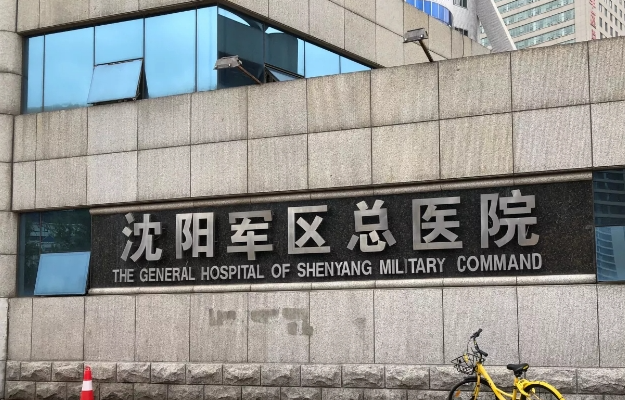 沈阳军区总医院
THE GENERAL HOSPITAL OF SHENYANG MILITARY COMMAND